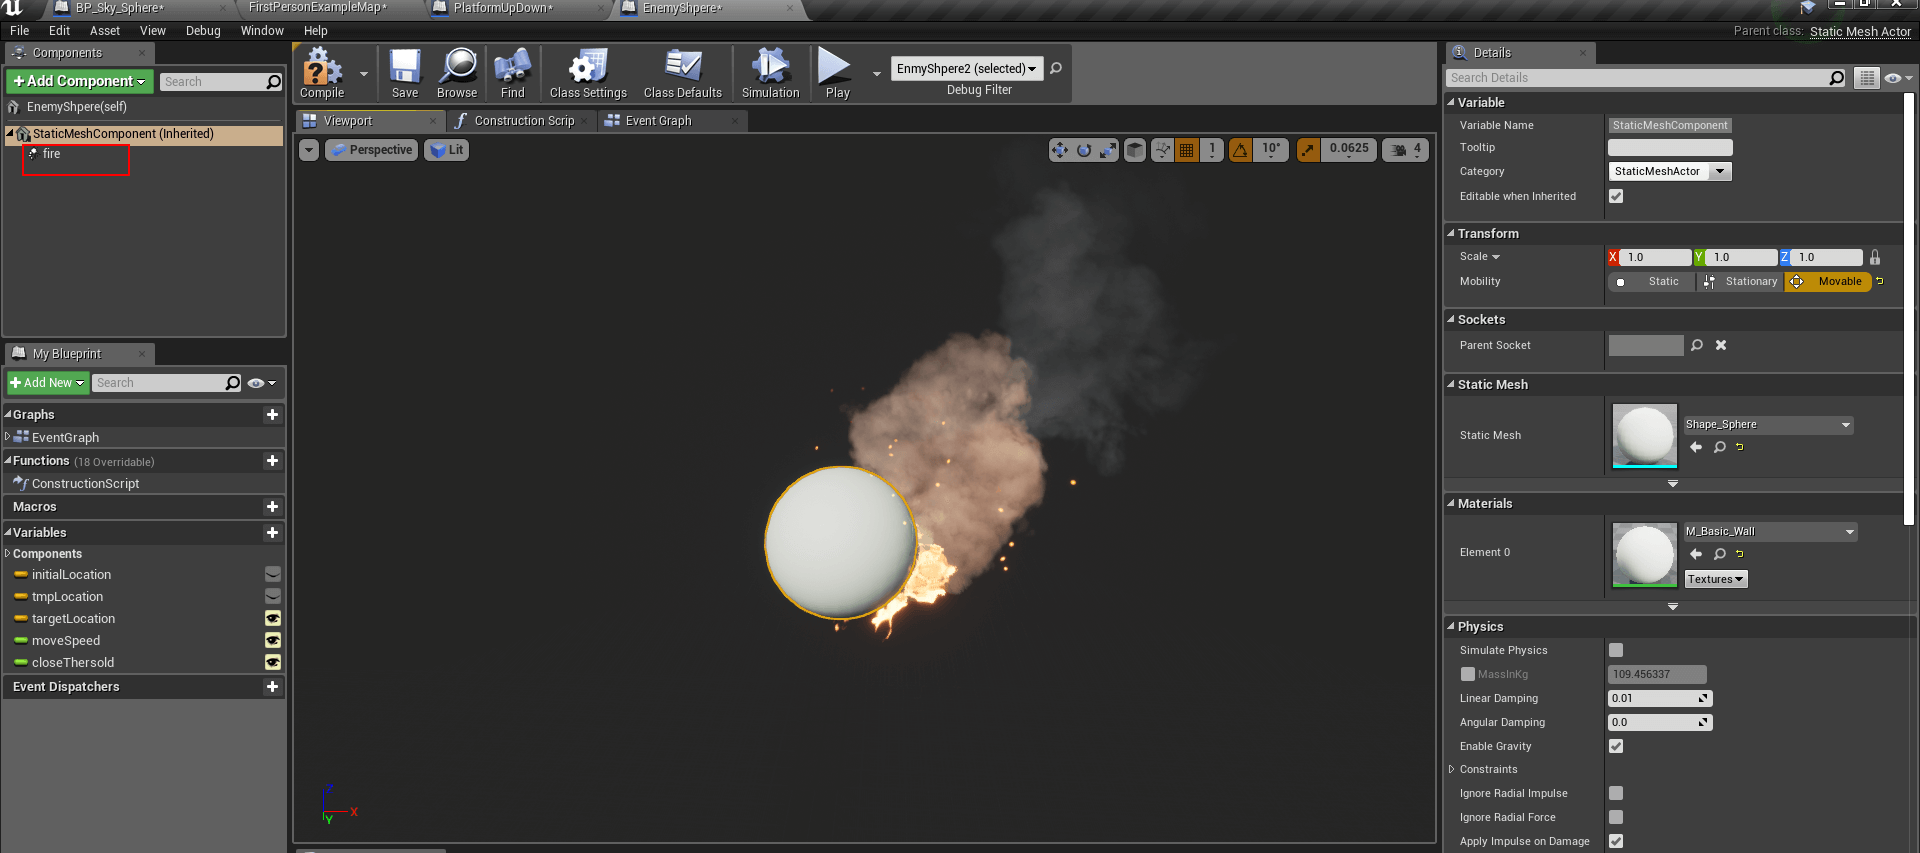 BP_Sky_Sphere*
FirstPersonExampleMap*
PlatformUpDown*
EnemyShpere*
File Edit Asset View Debug Window Help
Parent class: Static Mesh Actor
Components
+Add Component
Search
EnemyShpere(self)
StaticMeshComponent (Inherited)
fire
My Blueprint
+Add New
Search
Graphs
EventGraph
Functions (18 Overridable)
ConstructionScript
Macros
Variables
Components
initialLocation
tmpLocation
targetLocation
moveSpeed
closeThersold
Event Dispatchers
Compile
Save
Browse
Find
Class Settings
Class Defaults
Simulation
Play
EnmyShpere2 (selected)
Debug Filter
Viewport
Construction Scrip
Event Graph
Perspective
Lit
1
10°
0.0625
4
Z
X
Y
Details
Search Details
Variable
Variable Name StaticMeshComponent
Tooltip
Category StaticMeshActor
Editable when Inherited
Transform
Scale X 1.0 Y 1.0 Z 1.0
Mobility Static Stationary Movable
Sockets
Parent Socket
Static Mesh
Static Mesh Shape_Sphere
Materials
Element 0 M_Basic_Wall
Textures
Physics
Simulate Physics
MassInKg 109.456337
Linear Damping 0.01
Angular Damping 0.0
Enable Gravity
Constraints
Ignore Radial Impulse
Ignore Radial Force
Apply Impulse on Damage